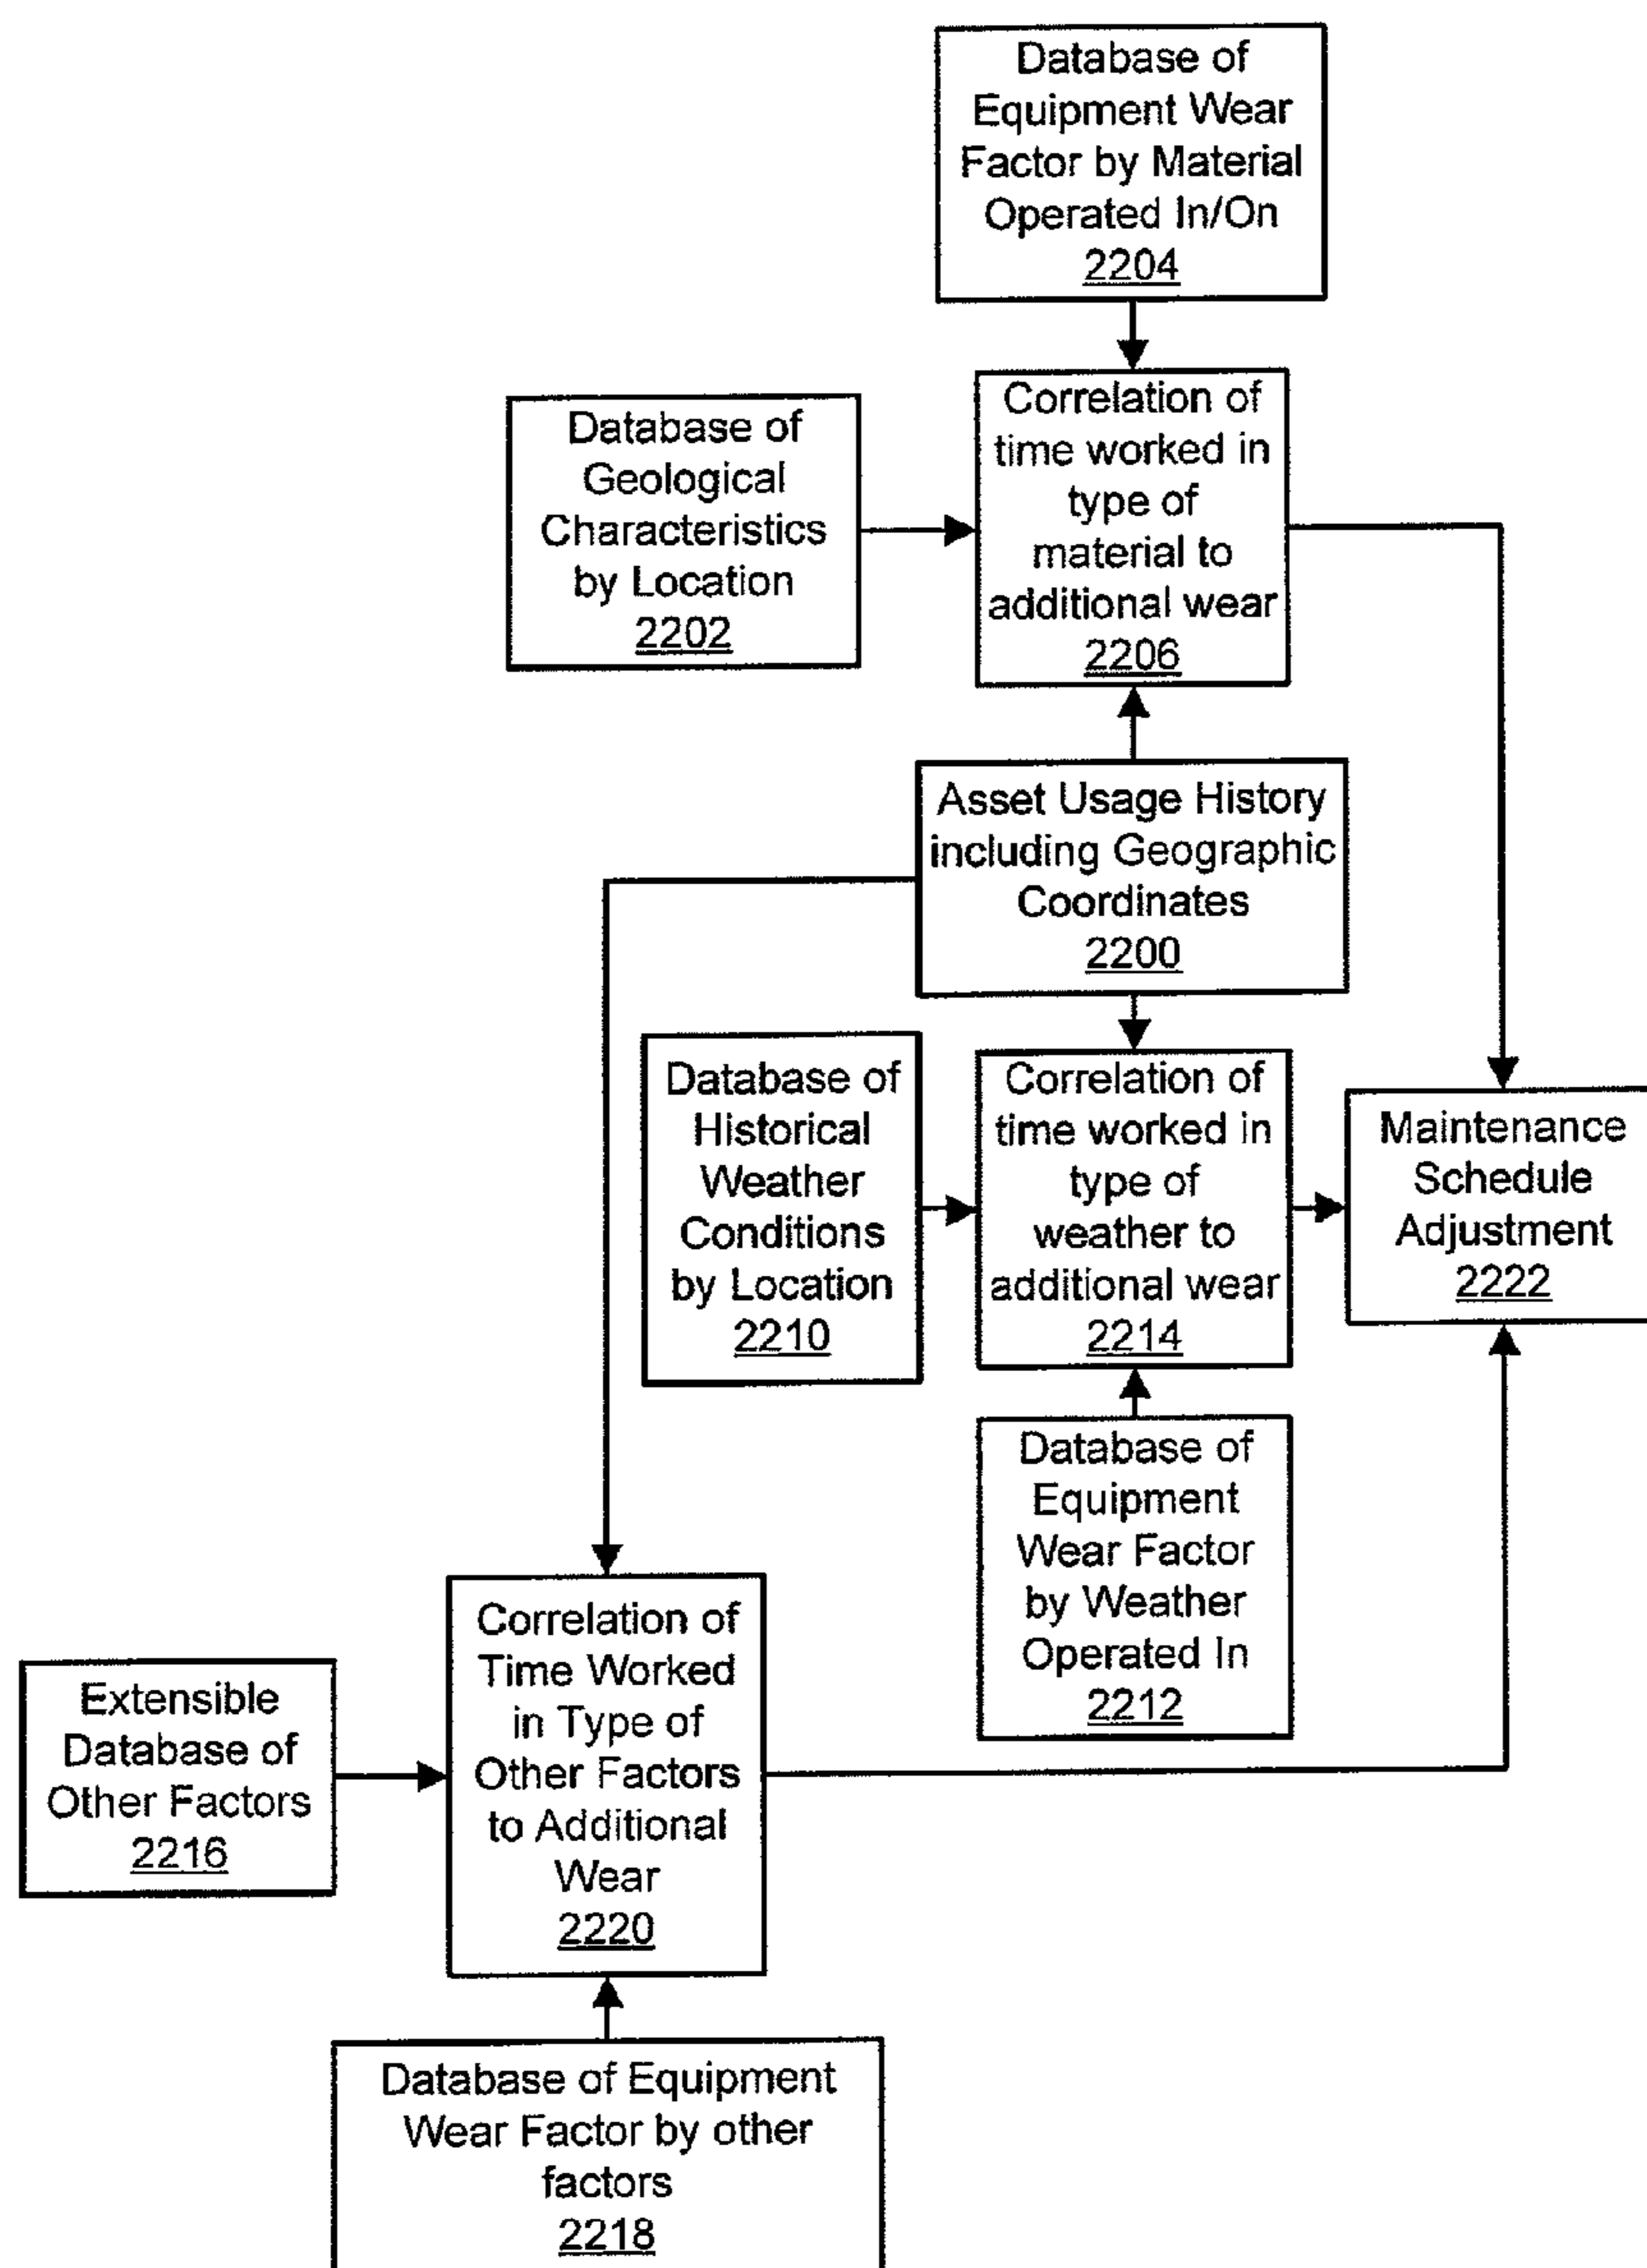 Database of
Equipment Wear
Factor by Material
Operated In/On
2204
Database of
Geological
Characteristics
by Location
2202
Correlation of
time worked in
type of
material to
additional wear
2206
Asset Usage History
including Geographic
Coordinates
2200
Database of
Historical
Weather
Conditions
by Location
2210
Correlation of
time worked in
type of
weather to
additional wear
2214
Maintenance
Schedule
Adjustment
2222
Database of
Equipment
Wear Factor
by Weather
Operated In
2212
Extensible
Database of
Other Factors
2216
Correlation of
Time Worked
in Type of
Other Factors
to Additional
Wear
2220
Database of Equipment
Wear Factor by other
factors
2218